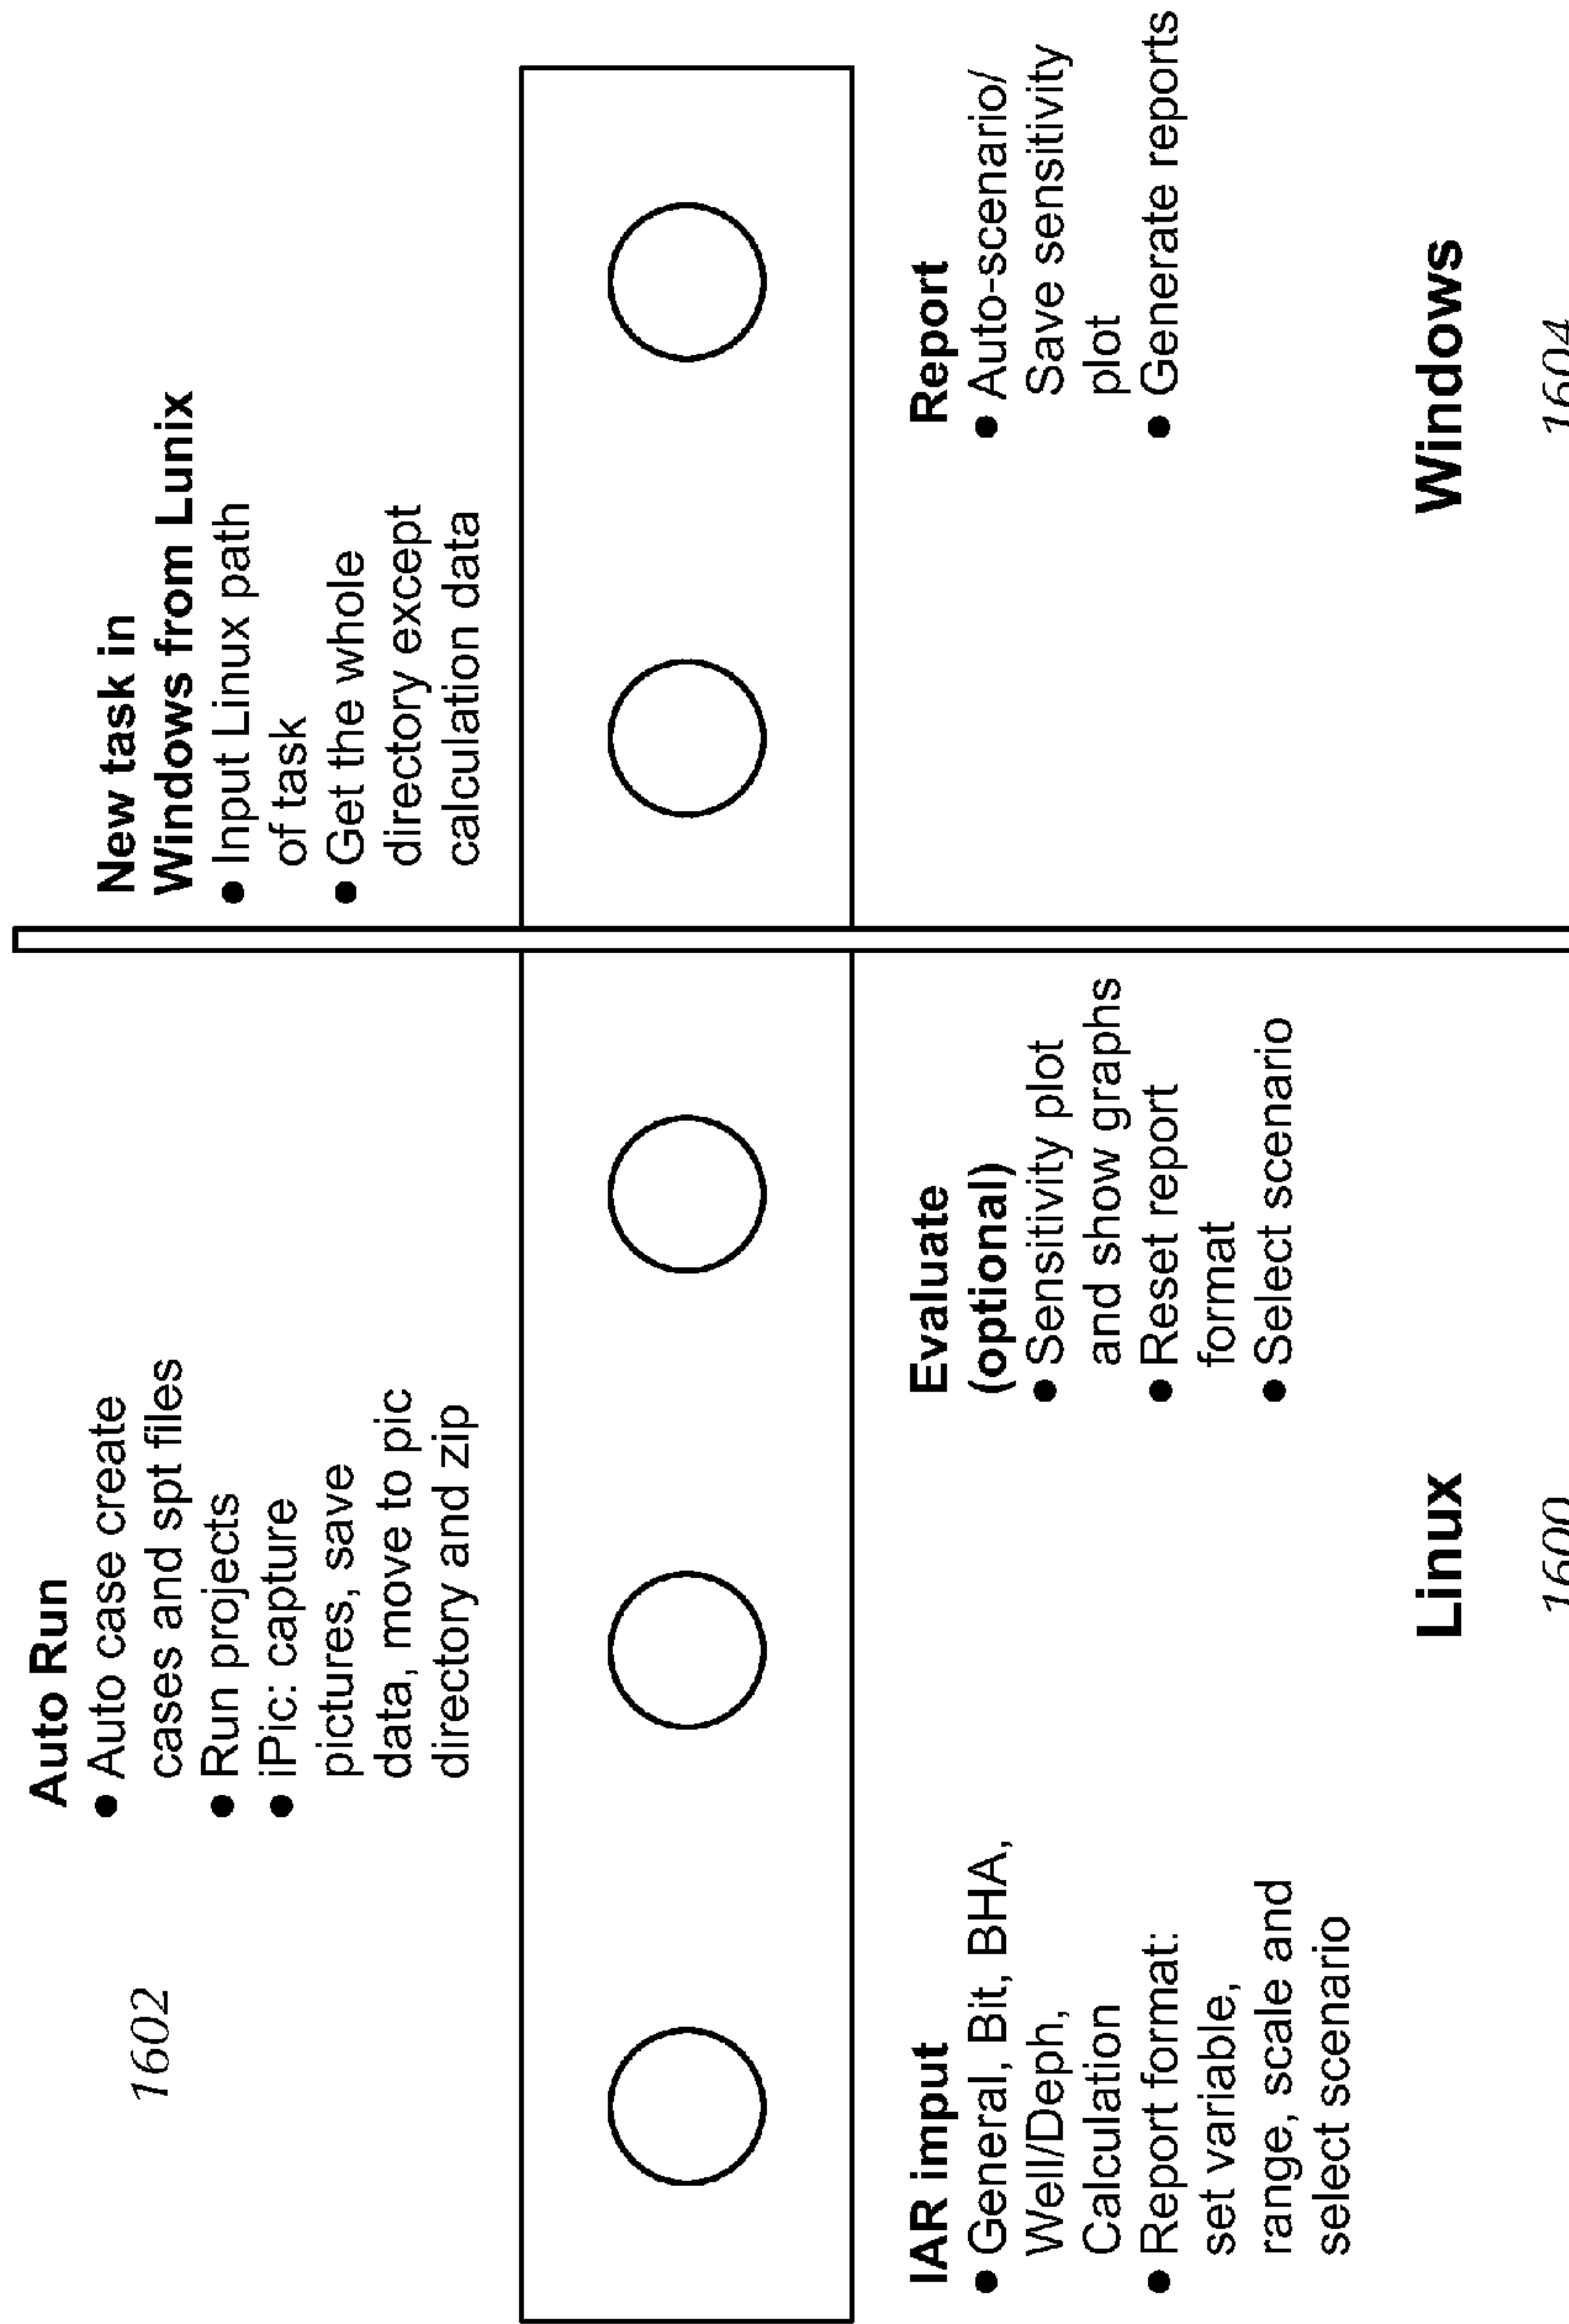 1602
Auto Run
● Auto case create
cases and spt files
● Run projects
● iPic: capture
pictures, save
data, move to pic
directory and zip
New task in
Windows from Lunix
● Input Linux path
of task
● Get the whole
directory except
calculation data
IAR imput
● General, Bit, BHA,
Well/Deph,
Calculation
● Report format:
set variable,
range, scale and
select scenario
Evaluate
(optional)
● Sensitivity plot
and show graphs
● Reset report
format
● Select scenario
Report
● Auto-scenario/
Save sensitivity
plot
● Generate reports
Linux
Windows
1600
1604